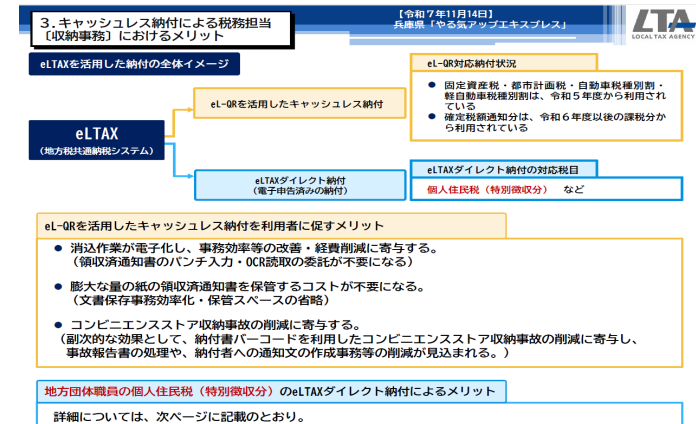 【令和7年11月14日】
兵庫県「やる気アップエキスプレス」
LTA
LOCAL TAX AGENCY
3.キャッシュレス納付による税務担当
〔収納事務〕におけるメリット
eLTAXを活用した納付の全体イメージ
eLTAX
(地方税共通納税システム)
eL-QRを活用したキャッシュレス納付
eLTAXダイレクト納付
(電子申告済みの納付)
eL-QR対応納付状況
● 固定資産税・都市計画税・自動車税種別割・
軽自動車税種別割は、令和5年度から利用され
ている
● 確定税額通知分は、令和6年度以後の課税分か
ら利用されている
eLTAXダイレクト納付の対応税目
個人住民税(特別徴収分) など
eL-QRを活用したキャッシュレス納付を利用者に促すメリット
● 消込作業が電子化し、事務効率等の改善・経費削減に寄与する。
(領収済通知書のパンチ入力・OCR読取の委託が不要になる)
● 膨大な量の紙の領収済通知書を保管するコストが不要になる。
(文書保存事務効率化・保管スペースの省略)
● コンビニエンスストア収納事故の削減に寄与する。
(副次的な効果として、納付書バーコードを利用したコンビニエンスストア収納事故の削減に寄与し、
事故報告書の処理や、納付者への通知文の作成事務等の削減が見込まれる。)
地方団体職員の個人住民税(特別徴収分)のeLTAXダイレクト納付によるメリット
詳細については、次ページに記載のとおり。